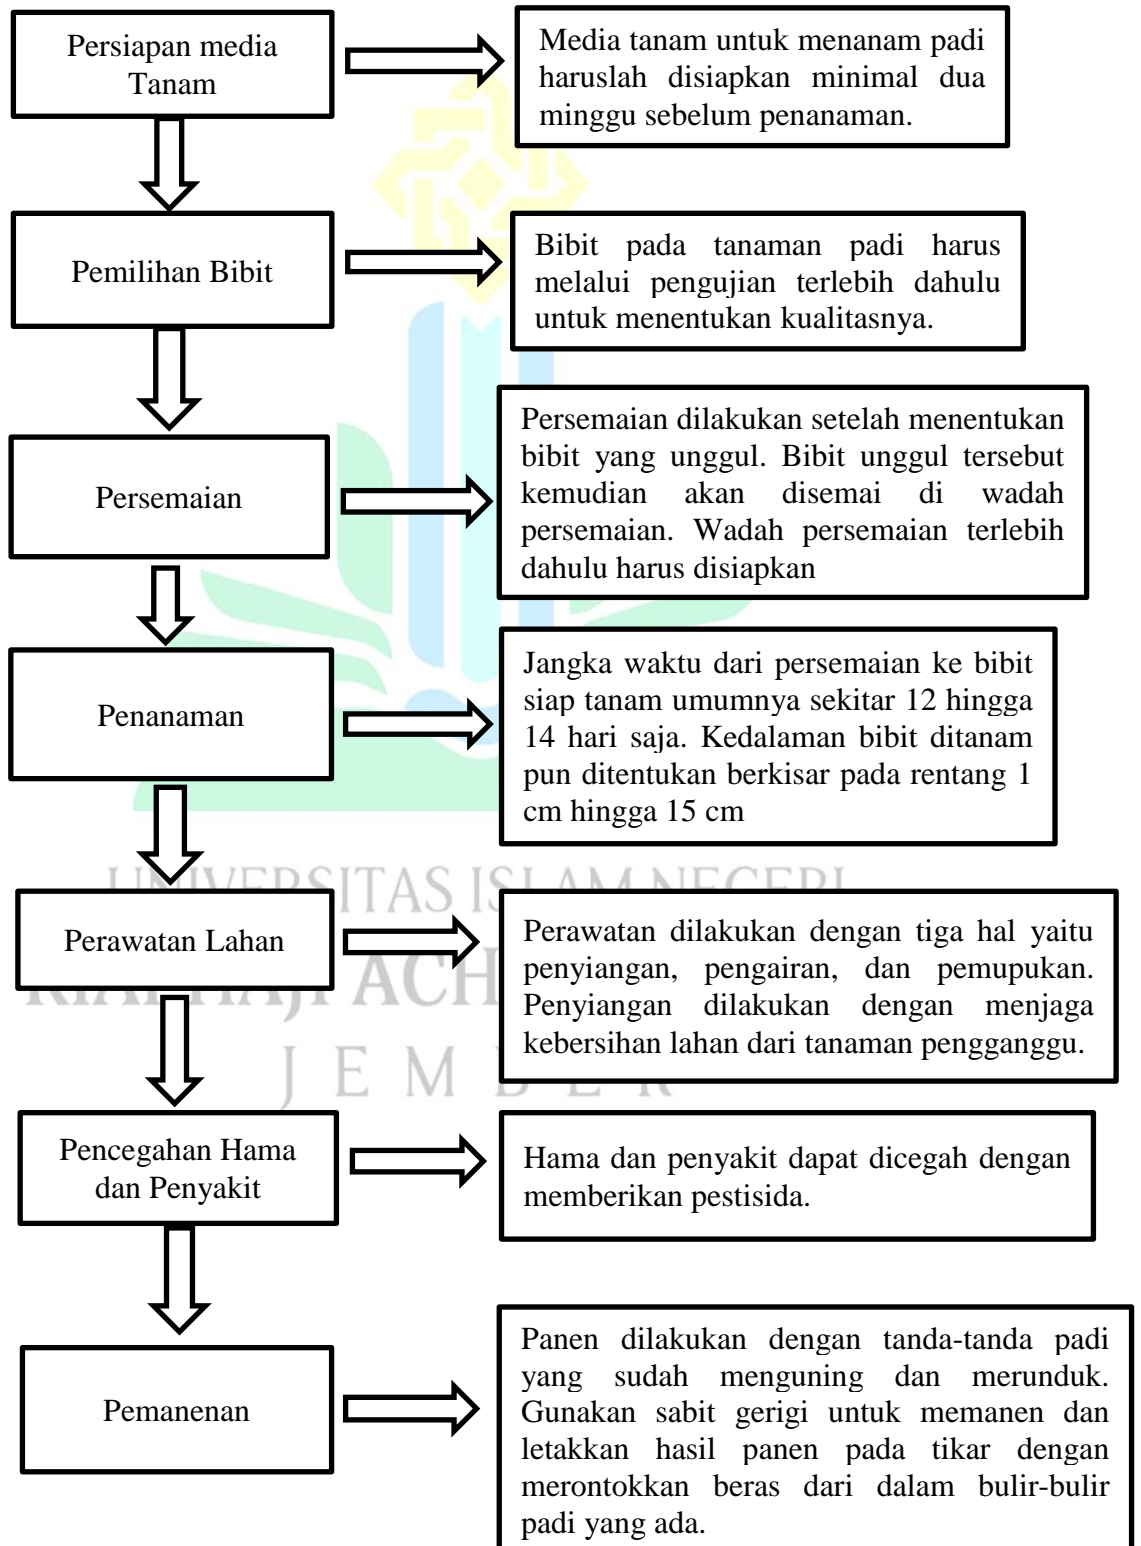 Persiapan media
Tanam
Media tanam untuk menanam padi
haruslah disiapkan minimal dua
minggu sebelum penanaman.
Pemilihan Bibit
Bibit pada tanaman padi harus
melalui pengujian terlebih dahulu
untuk menentukan kualitasnya.
Persemaian
Persemaian dilakukan setelah menentukan
bibit yang unggul. Bibit unggul tersebut
kemudian akan disemai di wadah
persemaian. Wadah persemaian terlebih
dahulu harus disiapkan
Penanaman
Jangka waktu dari persemaian ke bibit
siap tanam umumnya sekitar 12 hingga
14 hari saja. Kedalaman bibit ditanam
pun ditentukan berkisar pada rentang 1
cm hingga 15 cm
UNIVERSITAS ISLAM NEGERI
Perawatan Lahan
Perawatan dilakukan dengan tiga hal yaitu
penyiangan, pengairan, dan pemupukan.
Penyiangan dilakukan dengan menjaga
kebersihan lahan dari tanaman pengganggu.
JEMBER
Pencegahan Hama
dan Penyakit
Hama dan penyakit dapat dicegah dengan
memberikan pestisida.
Pemanenan
Panen dilakukan dengan tanda-tanda padi
yang sudah menguning dan merunduk.
Gunakan sabit gerigi untuk memanen dan
letakkan hasil panen pada tikar dengan
merontokkan beras dari dalam bulir-bulir
padi yang ada.